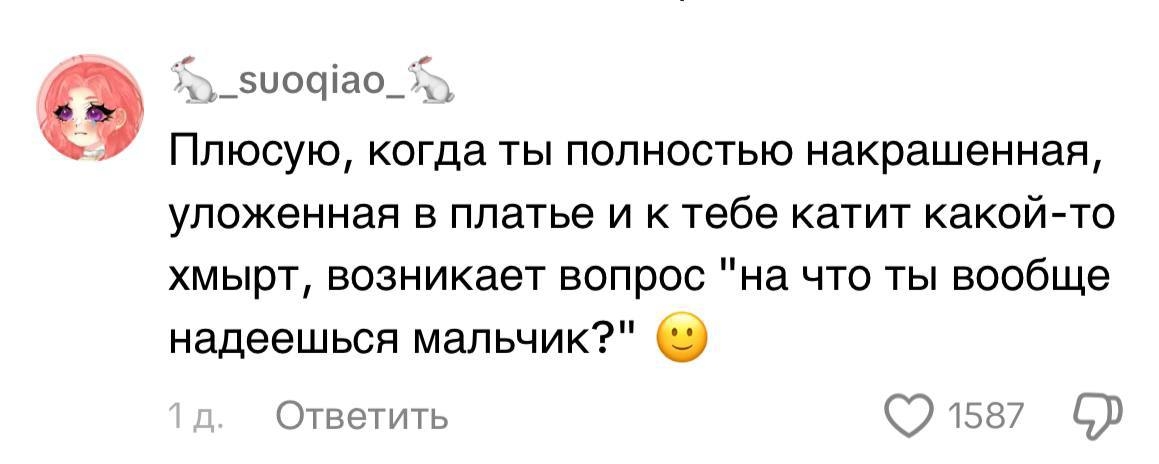 🐇_suoqiao_🐇
Плюсую, когда ты полностью накрашенная,
уложенная в платье и к тебе катит какой-то
хмырт, возникает вопрос "на что ты вообще
надеешься мальчик?" 🙂
1 д. Ответить 1587